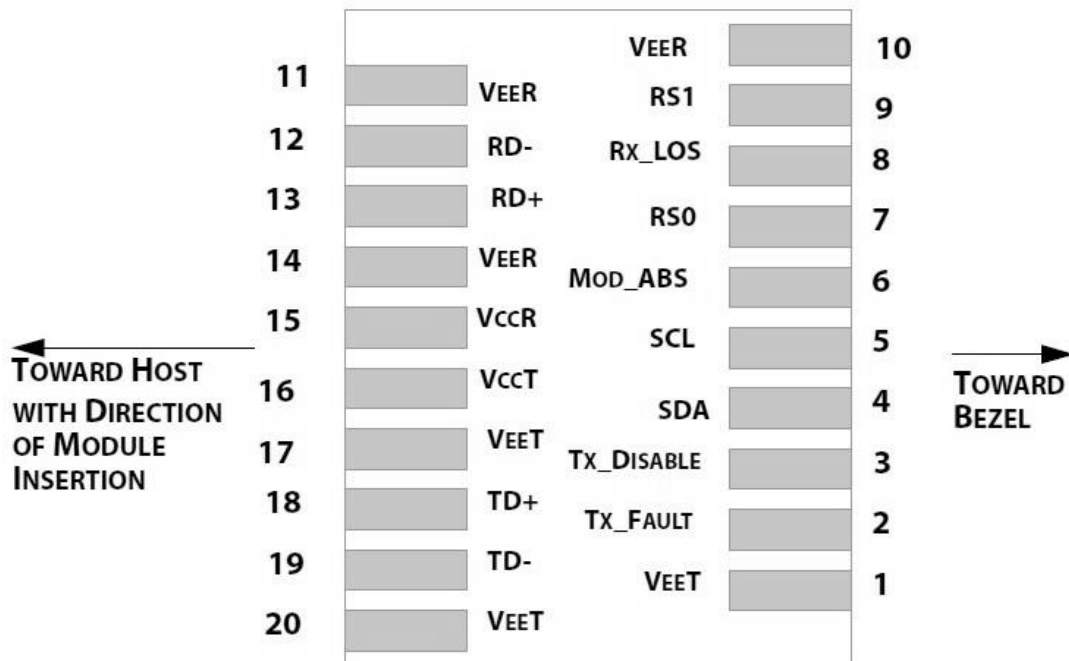 11 VEER
12 RD-
13 RD+
14 VEER
15 VCCR
16 VCCT
17 VEET
18 TD+
19 TD-
20 VEET
VEER 10
RS1 9
RX_LOS 8
RS0 7
MOD_ABS 6
SCL 5
SDA 4
TX_DISABLE 3
TX_FAULT 2
VEET 1
TOWARD HOST
WITH DIRECTION
OF MODULE
INSERTION
TOWARD
BEZEL